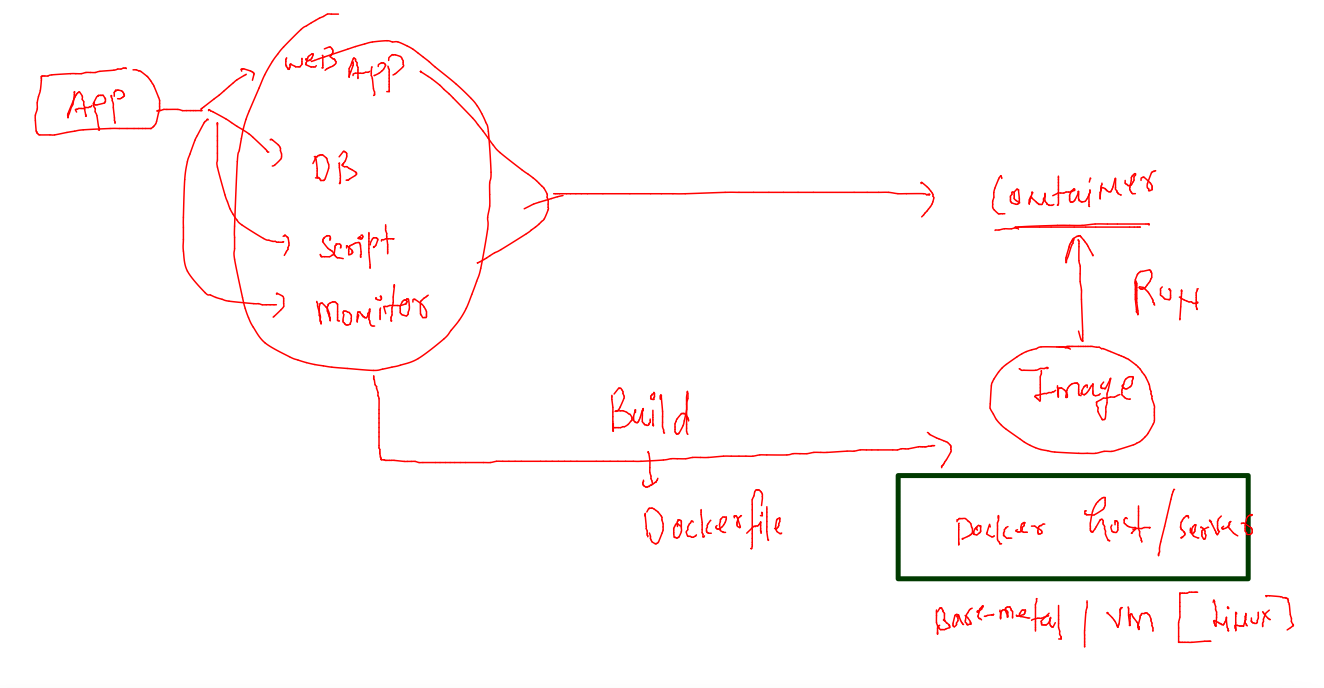 App
Web App
DB
Script
Monitor
Container
Run
Image
Build
Dockerfile
Docker host/server
Bare-metal | VM [Linux]